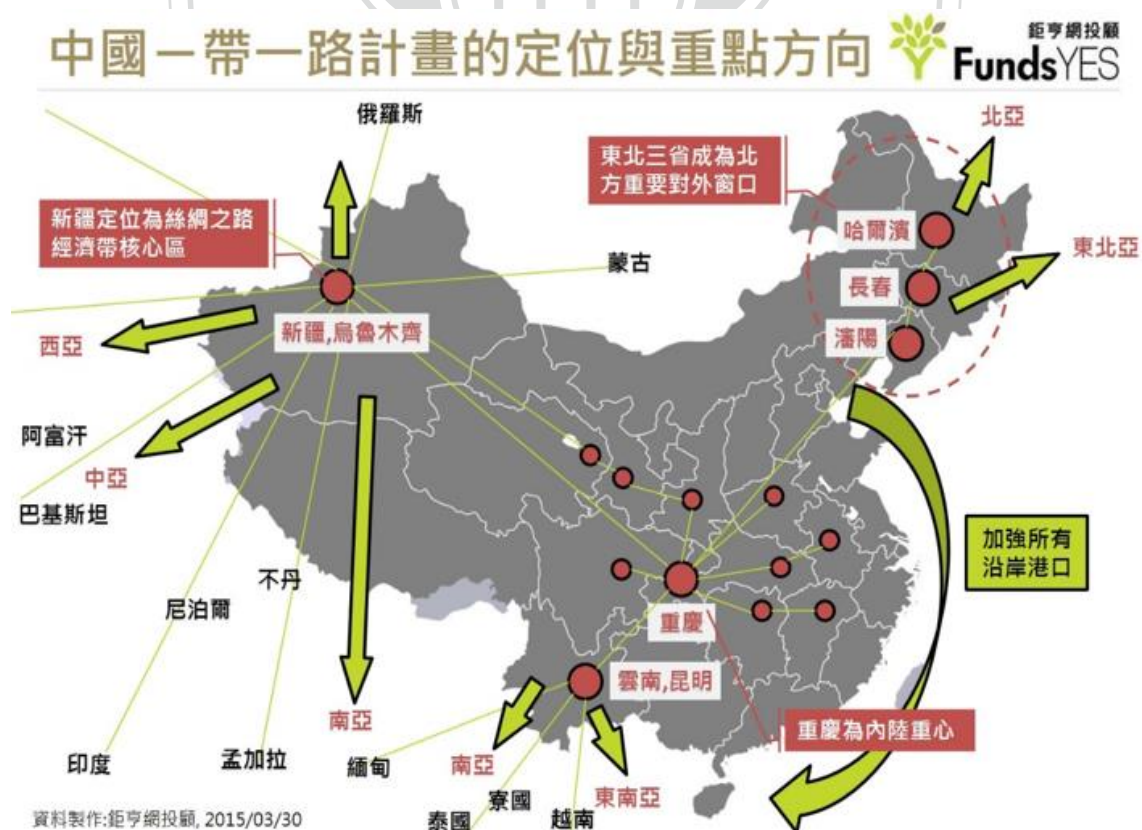 中國一帶一路計畫的定位與重點方向
鉅亨網投顧
FundsYES
俄羅斯
北亞
東北三省成為北
方重要對外窗口
新疆定位為絲綢之路
經濟帶核心區
哈爾濱
東北亞
蒙古
長春
新疆,烏魯木齊
瀋陽
西亞
阿富汗
中亞
巴基斯坦
加強所有
沿岸港口
不丹
尼泊爾
重慶
雲南,昆明
南亞
重慶為內陸重心
印度
孟加拉
緬甸
南亞
寮國
東南亞
泰國
越南
資料製作:鉅亨網投顧, 2015/03/30